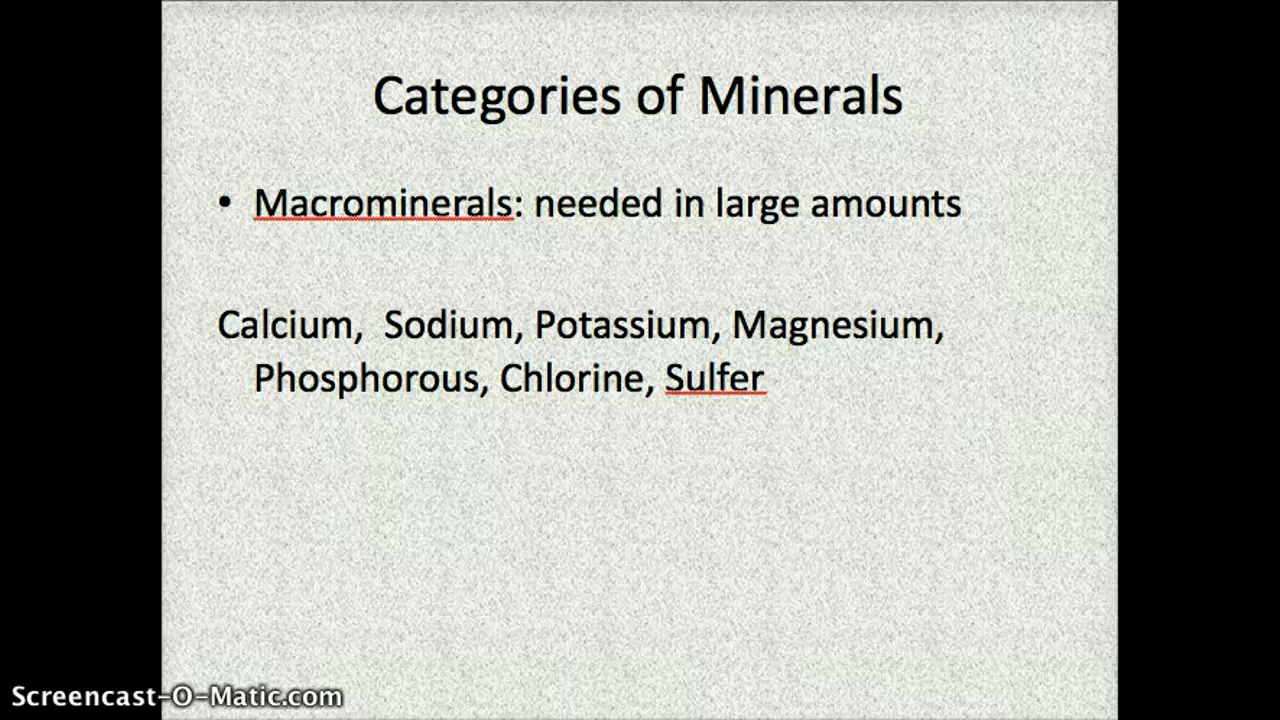 Categories of Minerals
• Macrominerals: needed in large amounts
Calcium,  Sodium, Potassium, Magnesium,
Phosphorous, Chlorine, Sulfer
Screencast-O-Matic.com